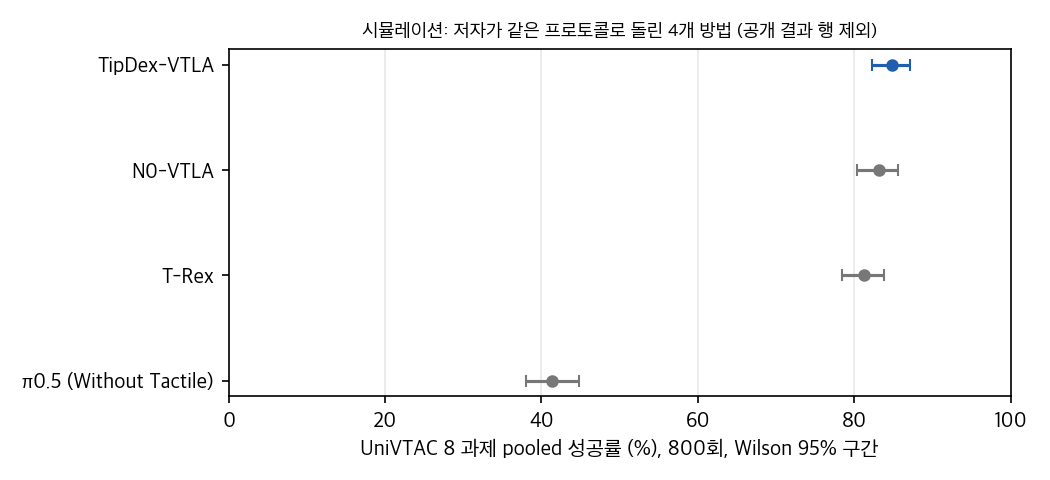 시뮬레이션: 저자가 같은 프로토콜로 돌린 4개 방법 (공개 결과 행 제외)
TipDex-VTLA
N0-VTLA
T-Rex
π0.5 (Without Tactile)
0 20 40 60 80 100
UniVTAC 8 과제 pooled 성공률 (%), 800회, Wilson 95% 구간